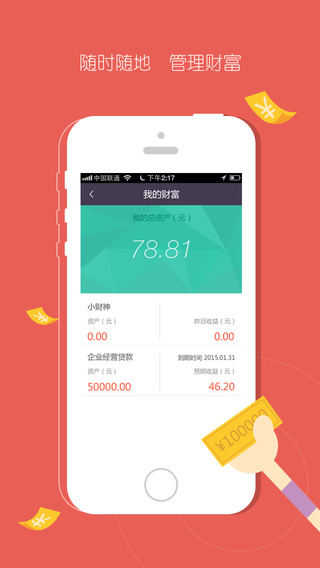 随时随地 管理财富
中国联通 下午2:17
我的财富
我的总资产（元）
78.81
小财神
资产（元） 昨日收益（元）
0.00 0.00
企业经营贷款 到期时间 2015.01.31
资产（元） 预期收益（元）
50000.00 46.20
¥100000
¥
¥
¥